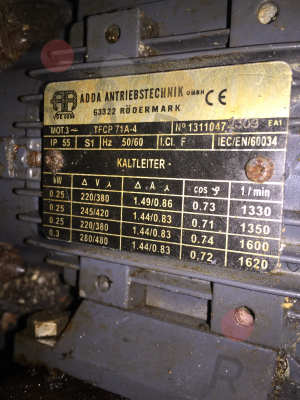 ADDA ANTRIEBSTECHNIK GMBH CE
63322 RÖDERMARK
MOT.3~ TFCP 71A-4 Nº 1311047 EA1
IP 55 S1 Hz 50/60 I.Cl. F IEC/EN/60034
KALTLEITER -
kW Δ V Y Δ A Y cos φ 1/min
0.25 220/380 1.49/0.86 0.73 1330
0.25 245/420 1.44/0.83 0.71 1350
0.25 220/380 1.44/0.83 0.74 1600
0.3 280/480 1.44/0.83 0.72 1620